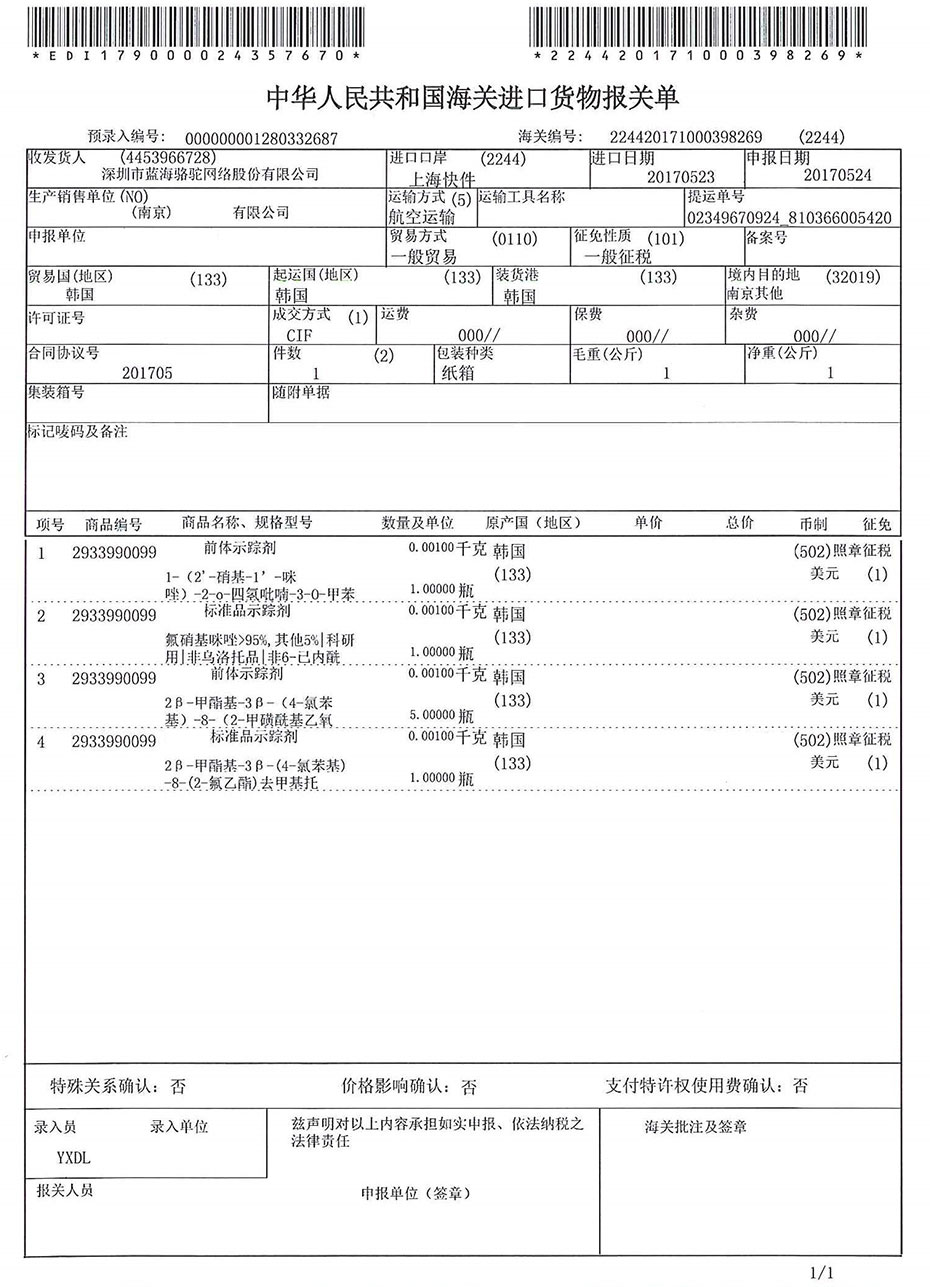 *EDI179000024357670* *224420171000398269*
中华人民共和国海关进口货物报关单
预录入编号: 000000001280332687 海关编号: 224420171000398269 (2244)
收发货人 (4453966728) 进口口岸 (2244) 进口日期 申报日期
深圳市蓝海骆驼网络股份有限公司 上海快件 20170523 20170524
生产销售单位(NO) 运输方式(5) 运输工具名称 提运单号
(南京) 有限公司 航空运输 02349670924_810366005420
申报单位 贸易方式 (0110) 征免性质 (101) 备案号
一般贸易 一般征税
贸易国(地区) (133) 起运国(地区) (133) 装货港 (133) 境内目的地 (32019)
韩国 韩国 韩国 南京其他
许可证号 成交方式 (1) 运费 保费 杂费
CIF 000// 000// 000//
合同协议号 件数 (2) 包装种类 毛重(公斤) 净重(公斤)
201705 1 纸箱 1 1
集装箱号 随附单据
标记唛码及备注
项号 商品编号 商品名称、规格型号 数量及单位 原产国（地区） 单价 总价 币制 征免
1 2933990099 前体示踪剂 0.00100千克 韩国 (502)照章征税
1-（2'-硝基-1'-咪 (133) 美元 (1)
唑）-2-o-四氢吡喃-3-O-甲苯 1.00000瓶
2 2933990099 标准品示踪剂 0.00100千克 韩国 (502)照章征税
氟硝基咪唑>95%,其他5%|科研 (133) 美元 (1)
用|非乌洛托品|非6-已内酰 1.00000瓶
3 2933990099 前体示踪剂 0.00100千克 韩国 (502)照章征税
2β-甲酯基-3β-（4-氯苯 (133) 美元 (1)
基）-8-（2-甲磺酰基乙氧 5.00000瓶
4 2933990099 标准品示踪剂 0.00100千克 韩国 (502)照章征税
2β-甲酯基-3β-(4-氯苯基) (133) 美元 (1)
-8-(2-氟乙酯)去甲基托 1.00000瓶
特殊关系确认: 否 价格影响确认: 否 支付特许权使用费确认: 否
录入员 录入单位 兹声明对以上内容承担如实申报、依法纳税之 海关批注及签章
法律责任
YXDL
报关人员 申报单位（签章）
1/1